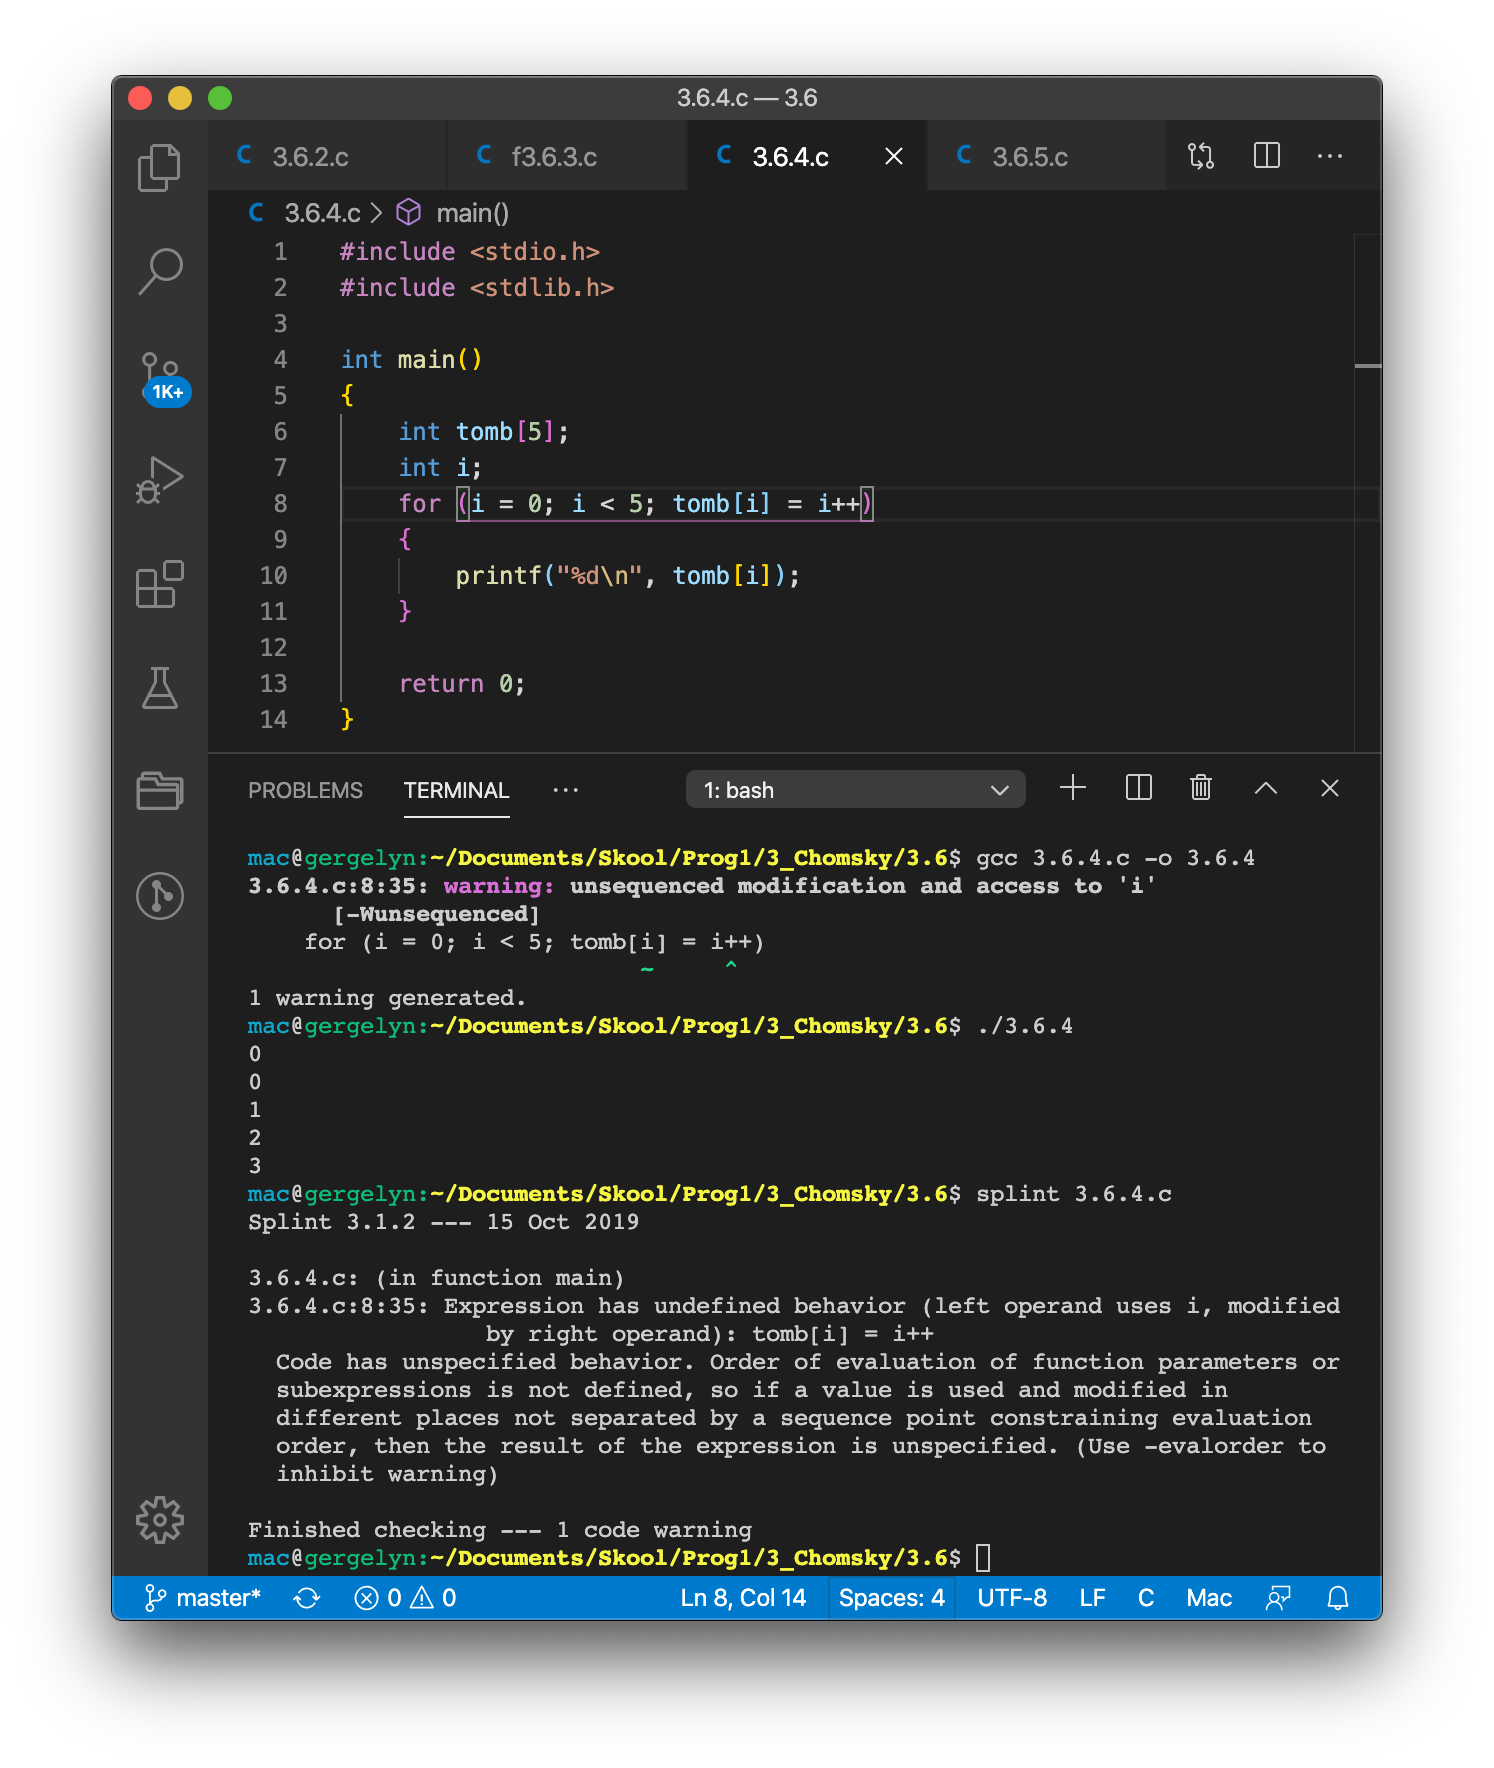 3.6.4.c — 3.6
C 3.6.2.c C f3.6.3.c C 3.6.4.c C 3.6.5.c
C 3.6.4.c > main()
1 #include <stdio.h>
2 #include <stdlib.h>
3
4 int main()
5 {
6 int tomb[5];
7 int i;
8 for (i = 0; i < 5; tomb[i] = i++)
9 {
10 printf("%d\n", tomb[i]);
11 }
12
13 return 0;
14 }
1K+
PROBLEMS TERMINAL ··· 1: bash
mac@gergelyn:~/Documents/Skool/Prog1/3_Chomsky/3.6$ gcc 3.6.4.c -o 3.6.4
3.6.4.c:8:35: warning: unsequenced modification and access to 'i'
[-Wunsequenced]
for (i = 0; i < 5; tomb[i] = i++)
~ ^
1 warning generated.
mac@gergelyn:~/Documents/Skool/Prog1/3_Chomsky/3.6$ ./3.6.4
0
0
1
2
3
mac@gergelyn:~/Documents/Skool/Prog1/3_Chomsky/3.6$ splint 3.6.4.c
Splint 3.1.2 --- 15 Oct 2019
3.6.4.c: (in function main)
3.6.4.c:8:35: Expression has undefined behavior (left operand uses i, modified
by right operand): tomb[i] = i++
Code has unspecified behavior. Order of evaluation of function parameters or
subexpressions is not defined, so if a value is used and modified in
different places not separated by a sequence point constraining evaluation
order, then the result of the expression is unspecified. (Use -evalorder to
inhibit warning)
Finished checking --- 1 code warning
mac@gergelyn:~/Documents/Skool/Prog1/3_Chomsky/3.6$
master* 0 0 Ln 8, Col 14 Spaces: 4 UTF-8 LF C Mac